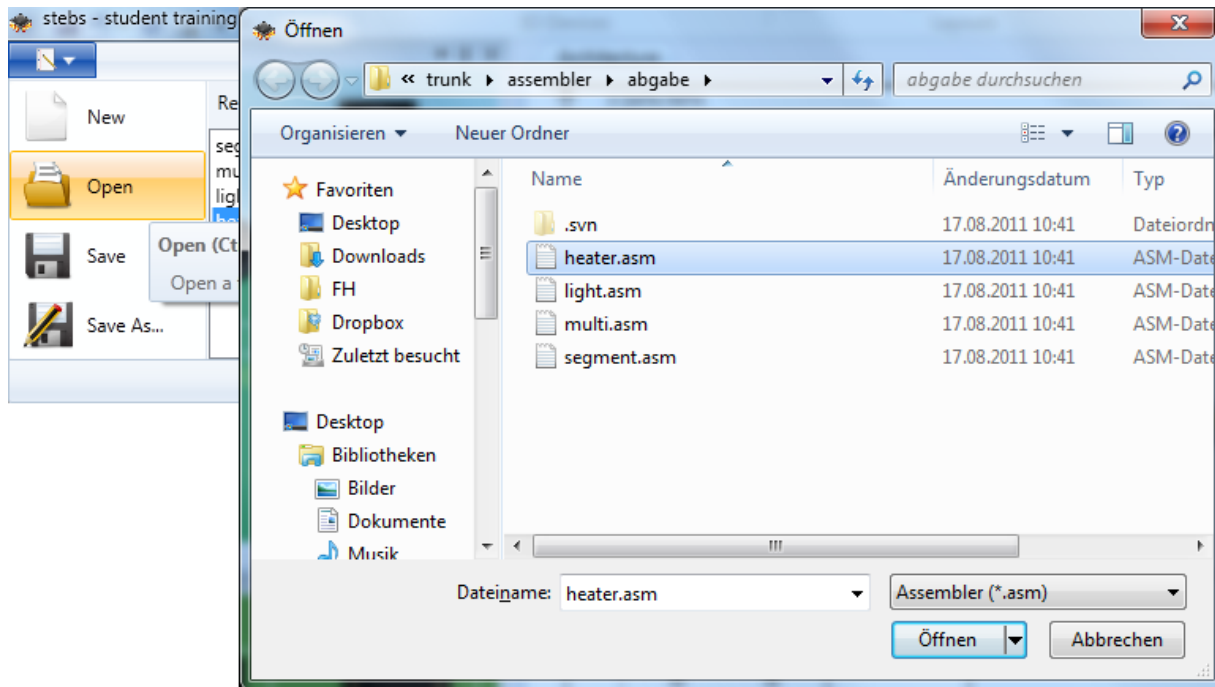 stebs - student training
New
Open
Save
Save As...
Re
seg
mu
ligh
Open (Ct
Open a
Öffnen
« trunk assembler abgabe
abgabe durchsuchen
Organisieren Neuer Ordner
Favoriten
Desktop
Downloads
FH
Dropbox
Zuletzt besucht
Desktop
Bibliotheken
Bilder
Dokumente
Musik
Name Änderungsdatum Typ
.svn 17.08.2011 10:41 Dateiordn
heater.asm 17.08.2011 10:41 ASM-Date
light.asm 17.08.2011 10:41 ASM-Date
multi.asm 17.08.2011 10:41 ASM-Date
segment.asm 17.08.2011 10:41 ASM-Date
Dateiname: heater.asm Assembler (*.asm)
Öffnen Abbrechen